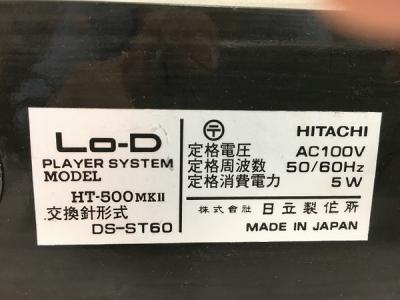 Lo-D
PLAYER SYSTEM
MODEL
HT-500MKII
交換針形式
DS-ST60
〒 HITACHI
定格電圧 AC100V
定格周波数 50/60Hz
定格消費電力 5W
株式会社 日立製作所
MADE IN JAPAN